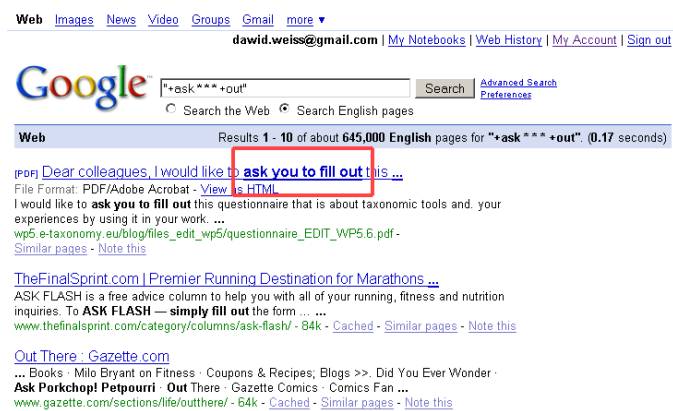 Web Images News Video Groups Gmail more ▼
dawid.weiss@gmail.com | My Notebooks | Web History | My Account | Sign out
Google™ "+ask * * * +out" Search Advanced Search
Preferences
Search the Web Search English pages
Web Results 1 - 10 of about 645,000 English pages for "+ask * * * +out". (0.17 seconds)
[PDF] Dear colleagues, I would like to ask you to fill out this ...
File Format: PDF/Adobe Acrobat - View as HTML
I would like to ask you to fill out this questionnaire that is about taxonomic tools and. your
experiences by using it in your work. ...
wp5.e-taxonomy.eu/blog/files_edit_wp5/questionnaire_EDIT_WP5.6.pdf -
Similar pages - Note this
TheFinalSprint.com | Premier Running Destination for Marathons ...
ASK FLASH is a free advice column to help you with all of your running, fitness and nutrition
inquiries. To ASK FLASH — simply fill out the form ... ...
www.thefinalsprint.com/category/columns/ask-flash/ - 84k - Cached - Similar pages - Note this
Out There : Gazette.com
... Books · Milo Bryant on Fitness · Coupons & Recipes; Blogs >>. Did You Ever Wonder ·
Ask Porkchop! Petpourri · Out There · Gazette Comics · Comics Fan ...
www.gazette.com/sections/life/outthere/ - 64k - Cached - Similar pages - Note this